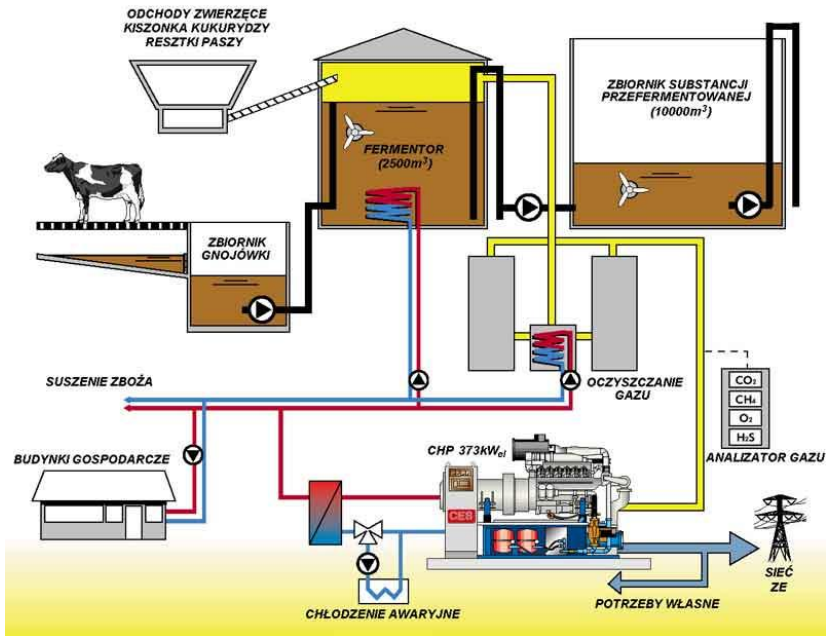 ODCHODY ZWIERZĘCE
KISZONKA KUKURYDZY
RESZTKI PASZY
ZBIORNIK SUBSTANCJI
PRZEFERMENTOWANEJ
(10000m³)
FERMENTOR
(2500m³)
ZBIORNIK
GNOJÓWKI
SUSZENIE ZBOŻA
OCZYSZCZANIE
GAZU
CO₂
CH₄
O₂
H₂S
ANALIZATOR GAZU
BUDYNKI GOSPODARCZE
CHP 373kWel
CES
SIEĆ
ZE
POTRZEBY WŁASNE
CHŁODZENIE AWARYJNE